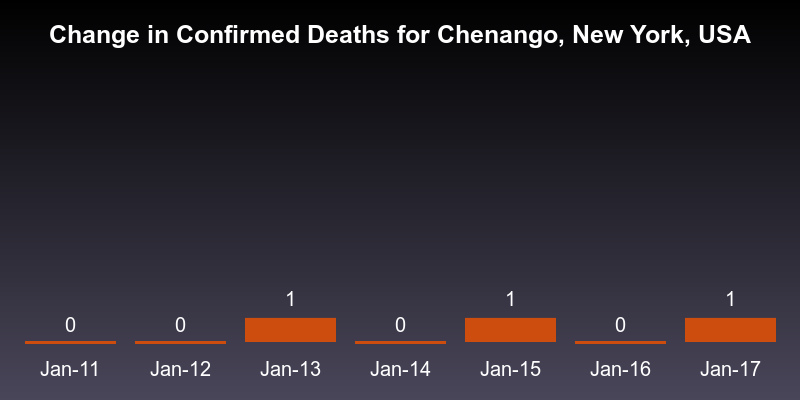 Change in Confirmed Deaths for Chenango, New York, USA
0 0 1 0 1 0 1
Jan-11 Jan-12 Jan-13 Jan-14 Jan-15 Jan-16 Jan-17